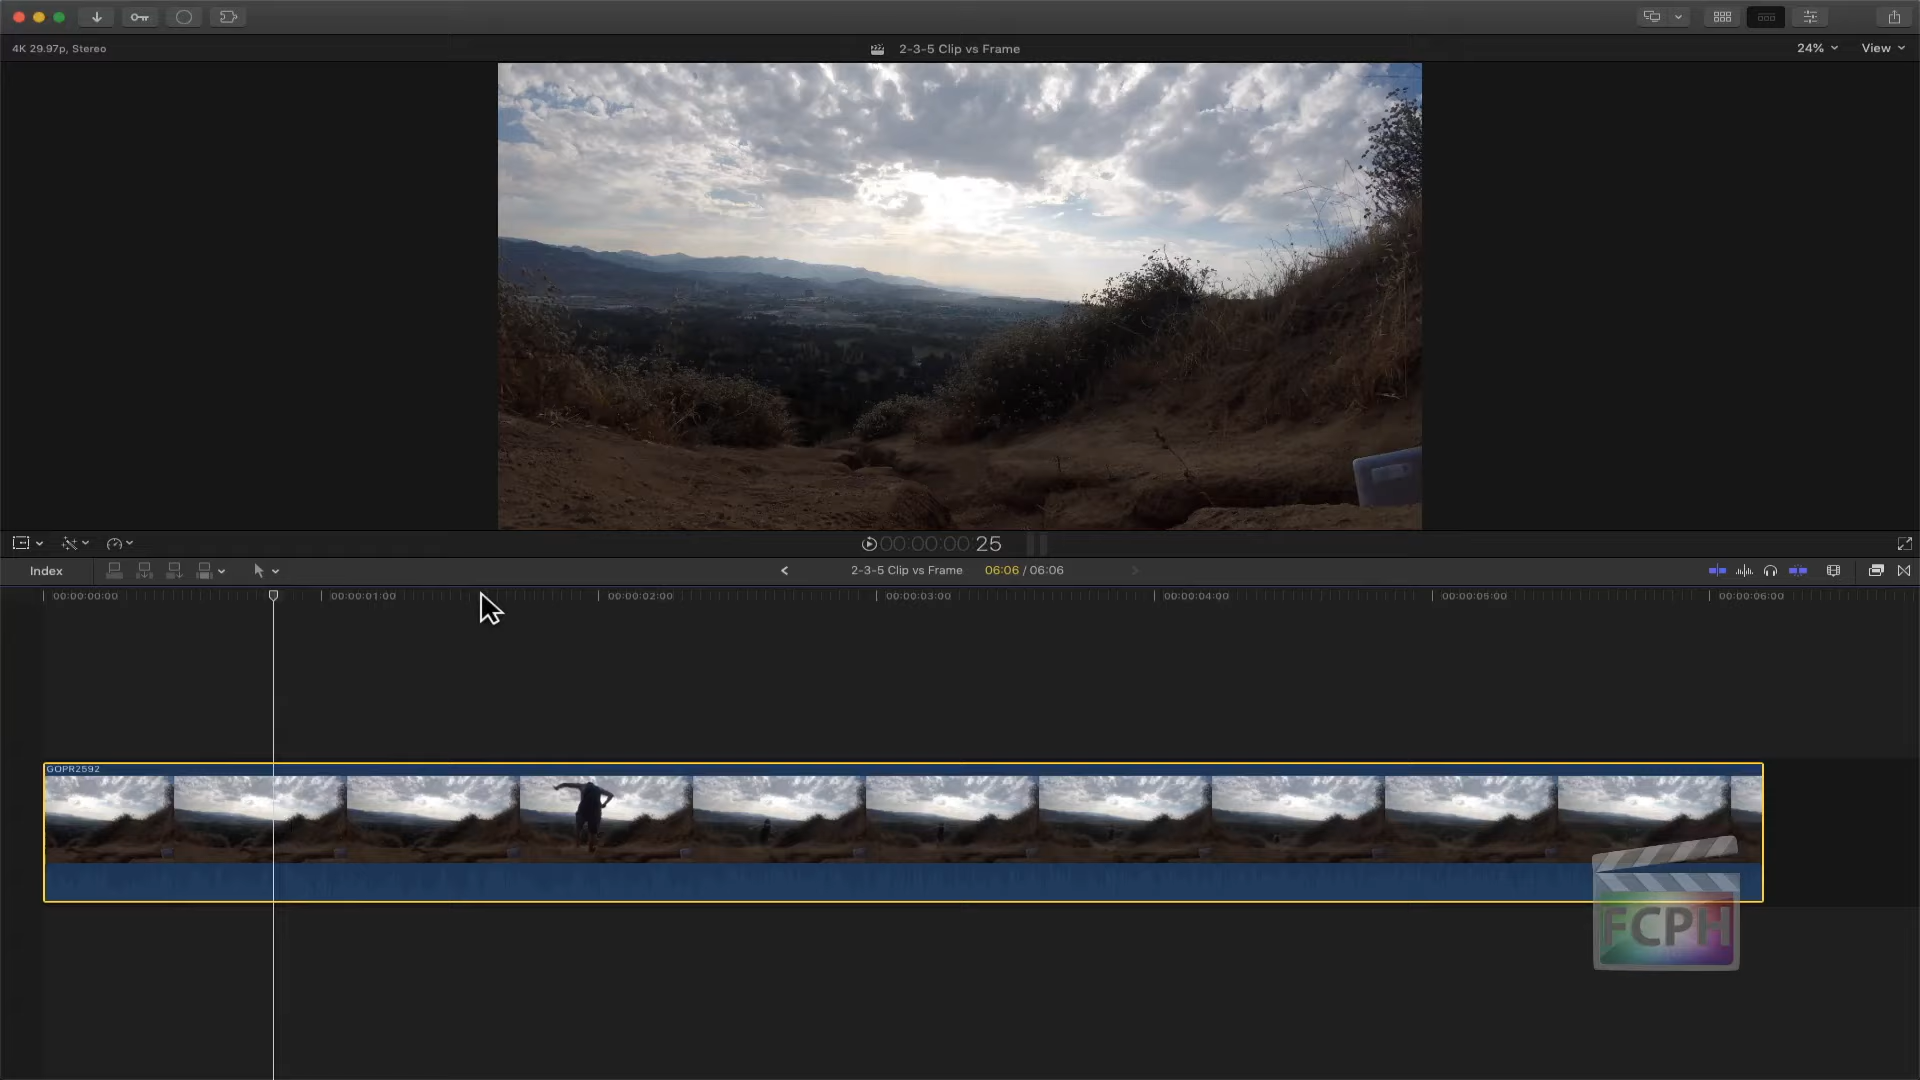 4K 29.97p, Stereo
2-3-5 Clip vs Frame
24%
View
00:00:00:25
Index
2-3-5 Clip vs Frame
06:06 / 06:06
00:00:00:00
00:00:01:00
00:00:02:00
00:00:03:00
00:00:04:00
00:00:05:00
00:00:06:00
GOPR2592
FCPH